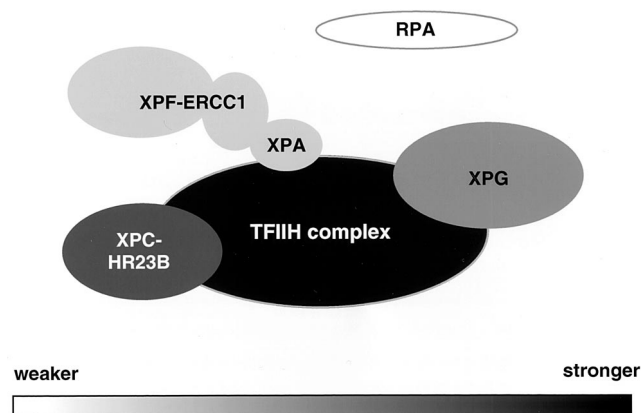 RPA
XPF-ERCC1
XPA
XPG
TFIIH complex
XPC-
HR23B
weaker
stronger